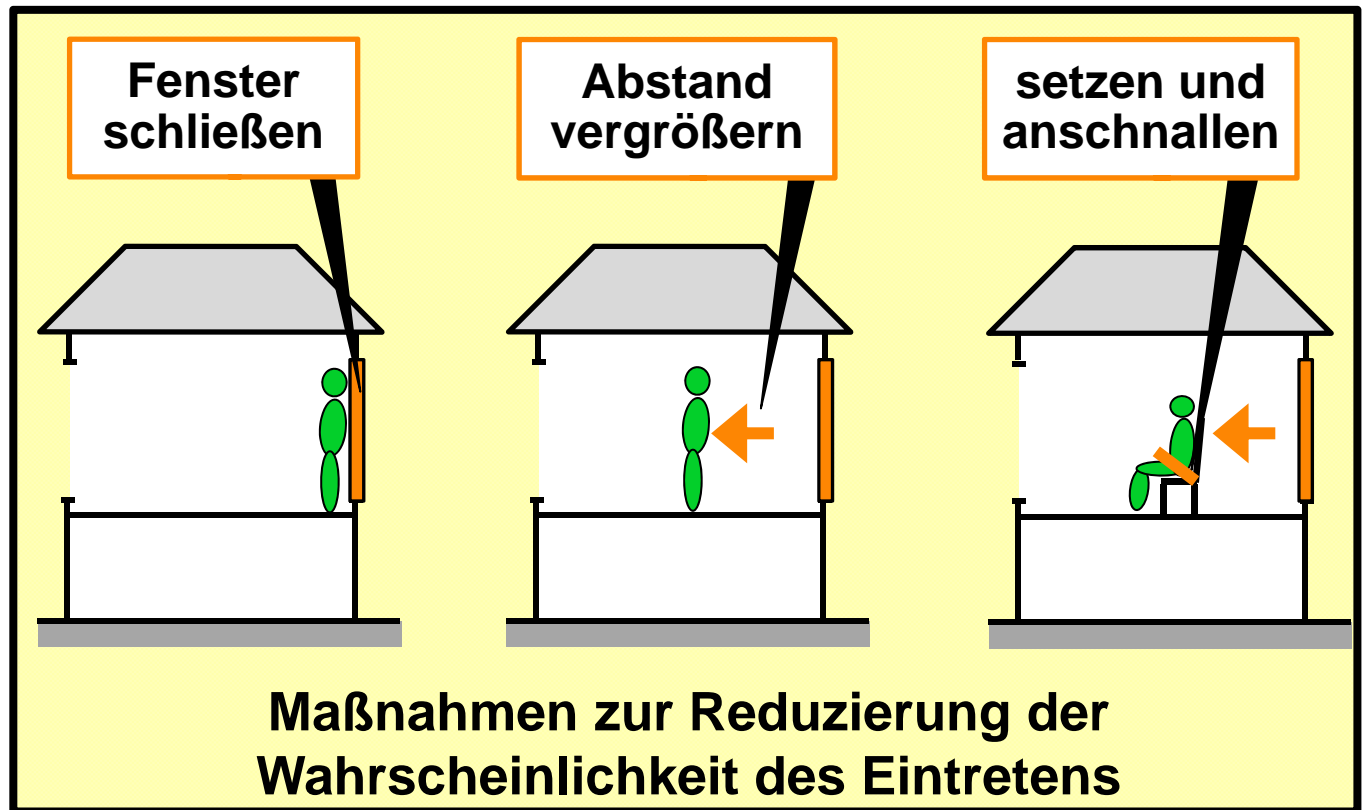 Fenster
schließen
Abstand
vergrößern
setzen und
anschnallen
Maßnahmen zur Reduzierung der
Wahrscheinlichkeit des Eintretens